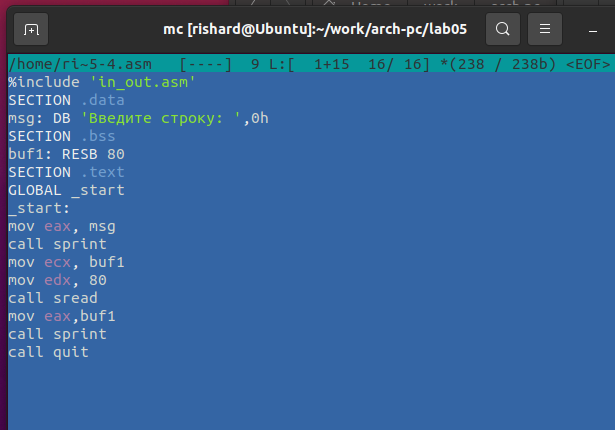 mc [rishard@Ubuntu]:~/work/arch-pc/lab05
/home/ri~5-4.asm   [----]  9 L:[  1+15  16/ 16] *(238 / 238b) <EOF>
%include 'in_out.asm'
SECTION .data
msg: DB 'Введите строку: ',0h
SECTION .bss
buf1: RESB 80
SECTION .text
GLOBAL _start
_start:
mov eax, msg
call sprint
mov ecx, buf1
mov edx, 80
call sread
mov eax,buf1
call sprint
call quit